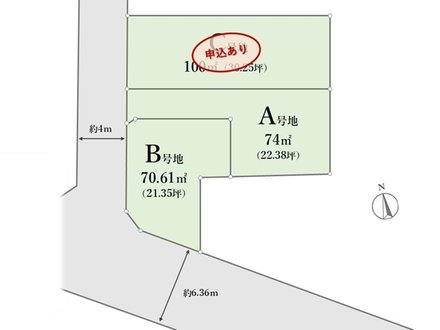 申込あり
100㎡（30.25坪）
A号地
74㎡
（22.38坪）
約4m
B号地
70.61㎡
（21.35坪）
N
約6.36m